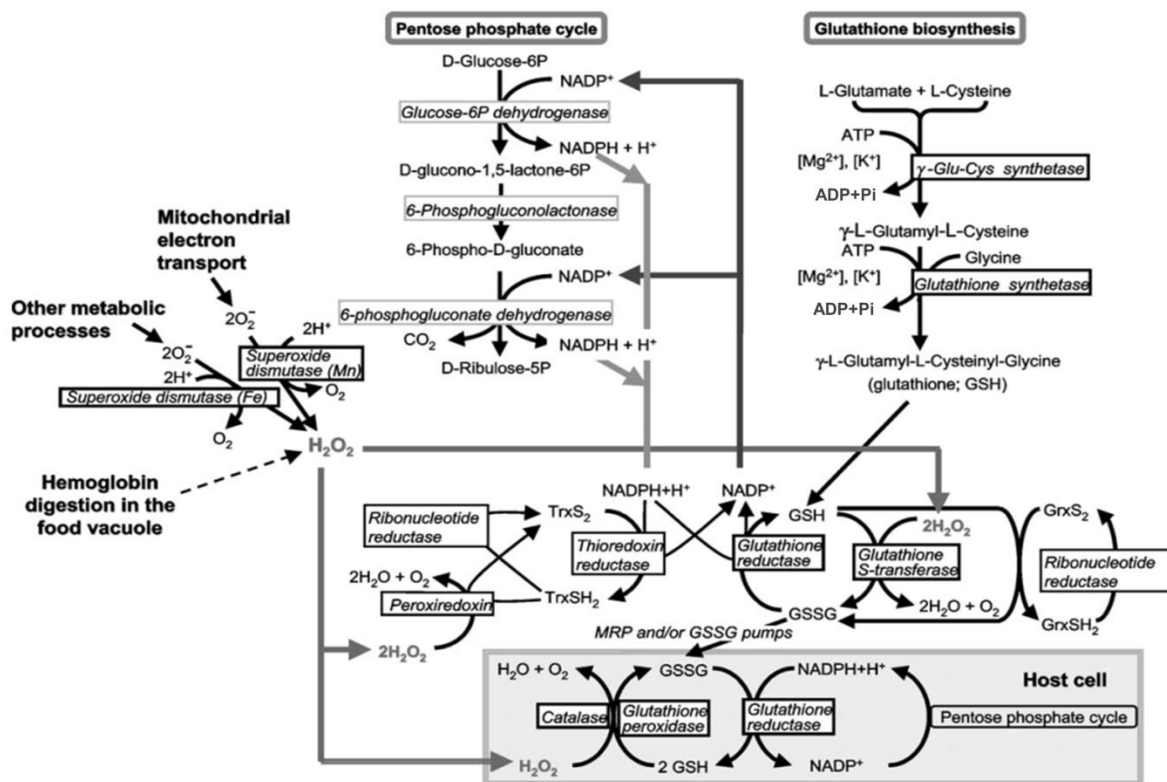 Pentose phosphate cycle
D-Glucose-6P
NADP⁺
Glucose-6P dehydrogenase
NADPH + H⁺
D-glucono-1,5-lactone-6P
6-Phosphogluconolactonase
6-Phospho-D-gluconate
NADP⁺
6-phosphogluconate dehydrogenase
CO₂
NADPH + H⁺
D-Ribulose-5P
Glutathione biosynthesis
L-Glutamate + L-Cysteine
ATP
[Mg²⁺], [K⁺]
γ-Glu-Cys synthetase
ADP+Pi
γ-L-Glutamyl-L-Cysteine
ATP
Glycine
[Mg²⁺], [K⁺]
Glutathione synthetase
ADP+Pi
γ-L-Glutamyl-L-Cysteinyl-Glycine
(glutathione; GSH)
Mitochondrial
electron
transport
2O₂⁻
2H⁺
Other metabolic
processes
2O₂⁻
2H⁺
Superoxide
dismutase (Mn)
O₂
Superoxide dismutase (Fe)
O₂
H₂O₂
Hemoglobin
digestion in the
food vacuole
Ribonucleotide
reductase
TrxS₂
NADPH+H⁺
NADP⁺
GSH
2H₂O₂
GrxS₂
Thioredoxin
reductase
Glutathione
reductase
Glutathione
S-transferase
Ribonucleotide
reductase
2H₂O + O₂
Peroxiredoxin
TrxSH₂
GSSG
2H₂O + O₂
GrxSH₂
2H₂O₂
MRP and/or GSSG pumps
Host cell
H₂O + O₂
GSSG
NADPH+H⁺
Catalase
Glutathione
peroxidase
Glutathione
reductase
Pentose phosphate cycle
H₂O₂
2 GSH
NADP⁺